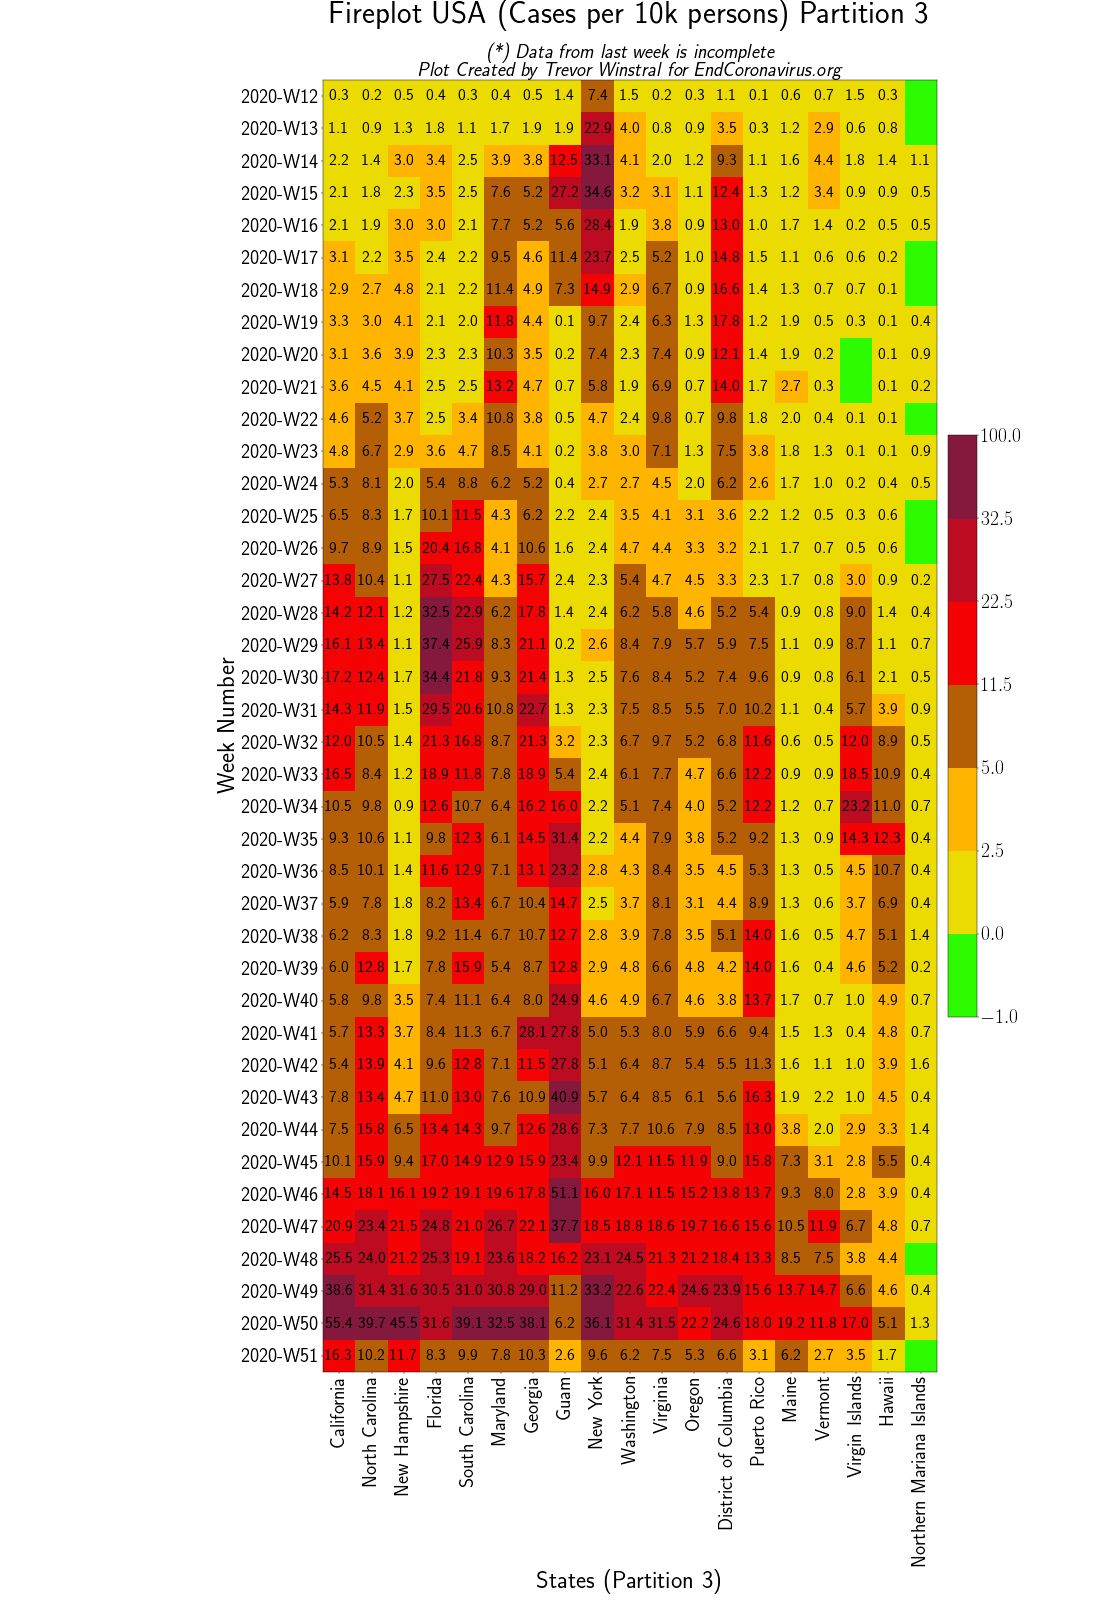 Fireplot USA (Cases per 10k persons) Partition 3
(*) Data from last week is incomplete
Plot Created by Trevor Winstral for EndCoronavirus.org
2020-W12 0.3 0.2 0.5 0.4 0.3 0.4 0.5 1.4 7.4 1.5 0.2 0.3 1.1 0.1 0.6 0.7 1.5 0.3
2020-W13 1.1 0.9 1.3 1.8 1.1 1.7 1.9 1.9 22.9 4.0 0.8 0.9 3.5 0.3 1.2 2.9 0.6 0.8
2020-W14 2.2 1.4 3.0 3.4 2.5 3.9 3.8 12.5 33.1 4.1 2.0 1.2 9.3 1.1 1.6 4.4 1.8 1.4 1.1
2020-W15 2.1 1.8 2.3 3.5 2.5 7.6 5.2 27.2 34.6 3.2 3.1 1.1 12.4 1.3 1.2 3.4 0.9 0.9 0.5
2020-W16 2.1 1.9 3.0 3.0 2.1 7.7 5.2 5.6 28.4 1.9 3.8 0.9 13.0 1.0 1.7 1.4 0.2 0.5 0.5
2020-W17 3.1 2.2 3.5 2.4 2.2 9.5 4.6 11.4 23.7 2.5 5.2 1.0 14.8 1.5 1.1 0.6 0.6 0.2
2020-W18 2.9 2.7 4.8 2.1 2.2 11.4 4.9 7.3 14.9 2.9 6.7 0.9 16.6 1.4 1.3 0.7 0.7 0.1
2020-W19 3.3 3.0 4.1 2.1 2.0 11.8 4.4 0.1 9.7 2.4 6.3 1.3 17.8 1.2 1.9 0.5 0.3 0.1 0.4
2020-W20 3.1 3.6 3.9 2.3 2.3 10.3 3.5 0.2 7.4 2.3 7.4 0.9 12.1 1.4 1.9 0.2 0.1 0.9
2020-W21 3.6 4.5 4.1 2.5 2.5 13.2 4.7 0.7 5.8 1.9 6.9 0.7 14.0 1.7 2.7 0.3 0.1 0.2
2020-W22 4.6 5.2 3.7 2.5 3.4 10.8 3.8 0.5 4.7 2.4 9.8 0.7 9.8 1.8 2.0 0.4 0.1 0.1
2020-W23 4.8 6.7 2.9 3.6 4.7 8.5 4.1 0.2 3.8 3.0 7.1 1.3 7.5 3.8 1.8 1.3 0.1 0.1 0.9
2020-W24 5.3 8.1 2.0 5.4 8.8 6.2 5.2 0.4 2.7 2.7 4.5 2.0 6.2 2.6 1.7 1.0 0.2 0.4 0.5
2020-W25 6.5 8.3 1.7 10.1 11.5 4.3 6.2 2.2 2.4 3.5 4.1 3.1 3.6 2.2 1.2 0.5 0.3 0.6
2020-W26 9.7 8.9 1.5 20.4 16.8 4.1 10.6 1.6 2.4 4.7 4.4 3.3 3.2 2.1 1.7 0.7 0.5 0.6
2020-W27 13.8 10.4 1.1 27.5 22.4 4.3 15.7 2.4 2.3 5.4 4.7 4.5 3.3 2.3 1.7 0.8 3.0 0.9 0.2
2020-W28 14.2 12.1 1.2 32.5 22.9 6.2 17.8 1.4 2.4 6.2 5.8 4.6 5.2 5.4 0.9 0.8 9.0 1.4 0.4
2020-W29 16.1 13.4 1.1 37.4 25.9 8.3 21.1 0.2 2.6 8.4 7.9 5.7 5.9 7.5 1.1 0.9 8.7 1.1 0.7
2020-W30 17.2 12.4 1.7 34.4 21.8 9.3 21.4 1.3 2.5 7.6 8.4 5.2 7.4 9.6 0.9 0.8 6.1 2.1 0.5
2020-W31 14.3 11.9 1.5 29.5 20.6 10.8 22.7 1.3 2.3 7.5 8.5 5.5 7.0 10.2 1.1 0.4 5.7 3.9 0.9
2020-W32 12.0 10.5 1.4 21.3 16.8 8.7 21.3 3.2 2.3 6.7 9.7 5.2 6.8 11.6 0.6 0.5 12.0 8.9 0.5
2020-W33 16.5 8.4 1.2 18.9 11.8 7.8 18.9 5.4 2.4 6.1 7.7 4.7 6.6 12.2 0.9 0.9 18.5 10.9 0.4
2020-W34 10.5 9.8 0.9 12.6 10.7 6.4 16.2 16.0 2.2 5.1 7.4 4.0 5.2 12.2 1.2 0.7 23.2 11.0 0.7
2020-W35 9.3 10.6 1.1 9.8 12.3 6.1 14.5 31.4 2.2 4.4 7.9 3.8 5.2 9.2 1.3 0.9 14.3 12.3 0.4
2020-W36 8.5 10.1 1.4 11.6 12.9 7.1 13.1 23.2 2.8 4.3 8.4 3.5 4.5 5.3 1.3 0.5 4.5 10.7 0.4
2020-W37 5.9 7.8 1.8 8.2 13.4 6.7 10.4 14.7 2.5 3.7 8.1 3.1 4.4 8.9 1.3 0.6 3.7 6.9 0.4
2020-W38 6.2 8.3 1.8 9.2 11.4 6.7 10.7 12.7 2.8 3.9 7.8 3.5 5.1 14.0 1.6 0.5 4.7 5.1 1.4
2020-W39 6.0 12.8 1.7 7.8 15.9 5.4 8.7 12.8 2.9 4.8 6.6 4.8 4.2 14.0 1.6 0.4 4.6 5.2 0.2
2020-W40 5.8 9.8 3.5 7.4 11.1 6.4 8.0 24.9 4.6 4.9 6.7 4.6 3.8 13.7 1.7 0.7 1.0 4.9 0.7
2020-W41 5.7 13.3 3.7 8.4 11.3 6.7 28.1 27.8 5.0 5.3 8.0 5.9 6.6 9.4 1.5 1.3 0.4 4.8 0.7
2020-W42 5.4 13.9 4.1 9.6 12.8 7.1 11.5 27.8 5.1 6.4 8.7 5.4 5.5 11.3 1.6 1.1 1.0 3.9 1.6
2020-W43 7.8 13.4 4.7 11.0 13.0 7.6 10.9 40.9 5.7 6.4 8.5 6.1 5.6 16.3 1.9 2.2 1.0 4.5 0.4
2020-W44 7.5 15.8 6.5 13.4 14.3 9.7 12.6 28.6 7.3 7.7 10.6 7.9 8.5 13.0 3.8 2.0 2.9 3.3 1.4
2020-W45 10.1 15.9 9.4 17.0 14.9 12.9 15.9 23.4 9.9 12.1 11.5 11.9 9.0 15.8 7.3 3.1 2.8 5.5 0.4
2020-W46 14.5 18.1 16.1 19.2 19.1 19.6 17.8 51.1 16.0 17.1 11.5 15.2 13.8 13.7 9.3 8.0 2.8 3.9 0.4
2020-W47 20.9 23.4 21.5 24.8 21.0 26.7 22.1 37.7 18.5 18.8 18.6 19.7 16.6 15.6 10.5 11.9 6.7 4.8 0.7
2020-W48 25.5 24.0 21.2 25.3 19.1 23.6 18.2 16.2 23.1 24.5 21.3 21.2 18.4 13.3 8.5 7.5 3.8 4.4
2020-W49 38.6 31.4 31.6 30.5 31.0 30.8 29.0 11.2 33.2 22.6 22.4 24.6 23.9 15.6 13.7 14.7 6.6 4.6 0.4
2020-W50 55.4 39.7 45.5 31.6 39.1 32.5 38.1 6.2 36.1 31.4 31.5 22.2 24.6 18.0 19.2 11.8 17.0 5.1 1.3
2020-W51 16.3 10.2 11.7 8.3 9.9 7.8 10.3 2.6 9.6 6.2 7.5 5.3 6.6 3.1 6.2 2.7 3.5 1.7
Week Number
California
North Carolina
New Hampshire
Florida
South Carolina
Maryland
Georgia
Guam
New York
Washington
Virginia
Oregon
District of Columbia
Puerto Rico
Maine
Vermont
Virgin Islands
Hawaii
Northern Mariana Islands
States (Partition 3)
100.0
32.5
22.5
11.5
5.0
2.5
0.0
−1.0